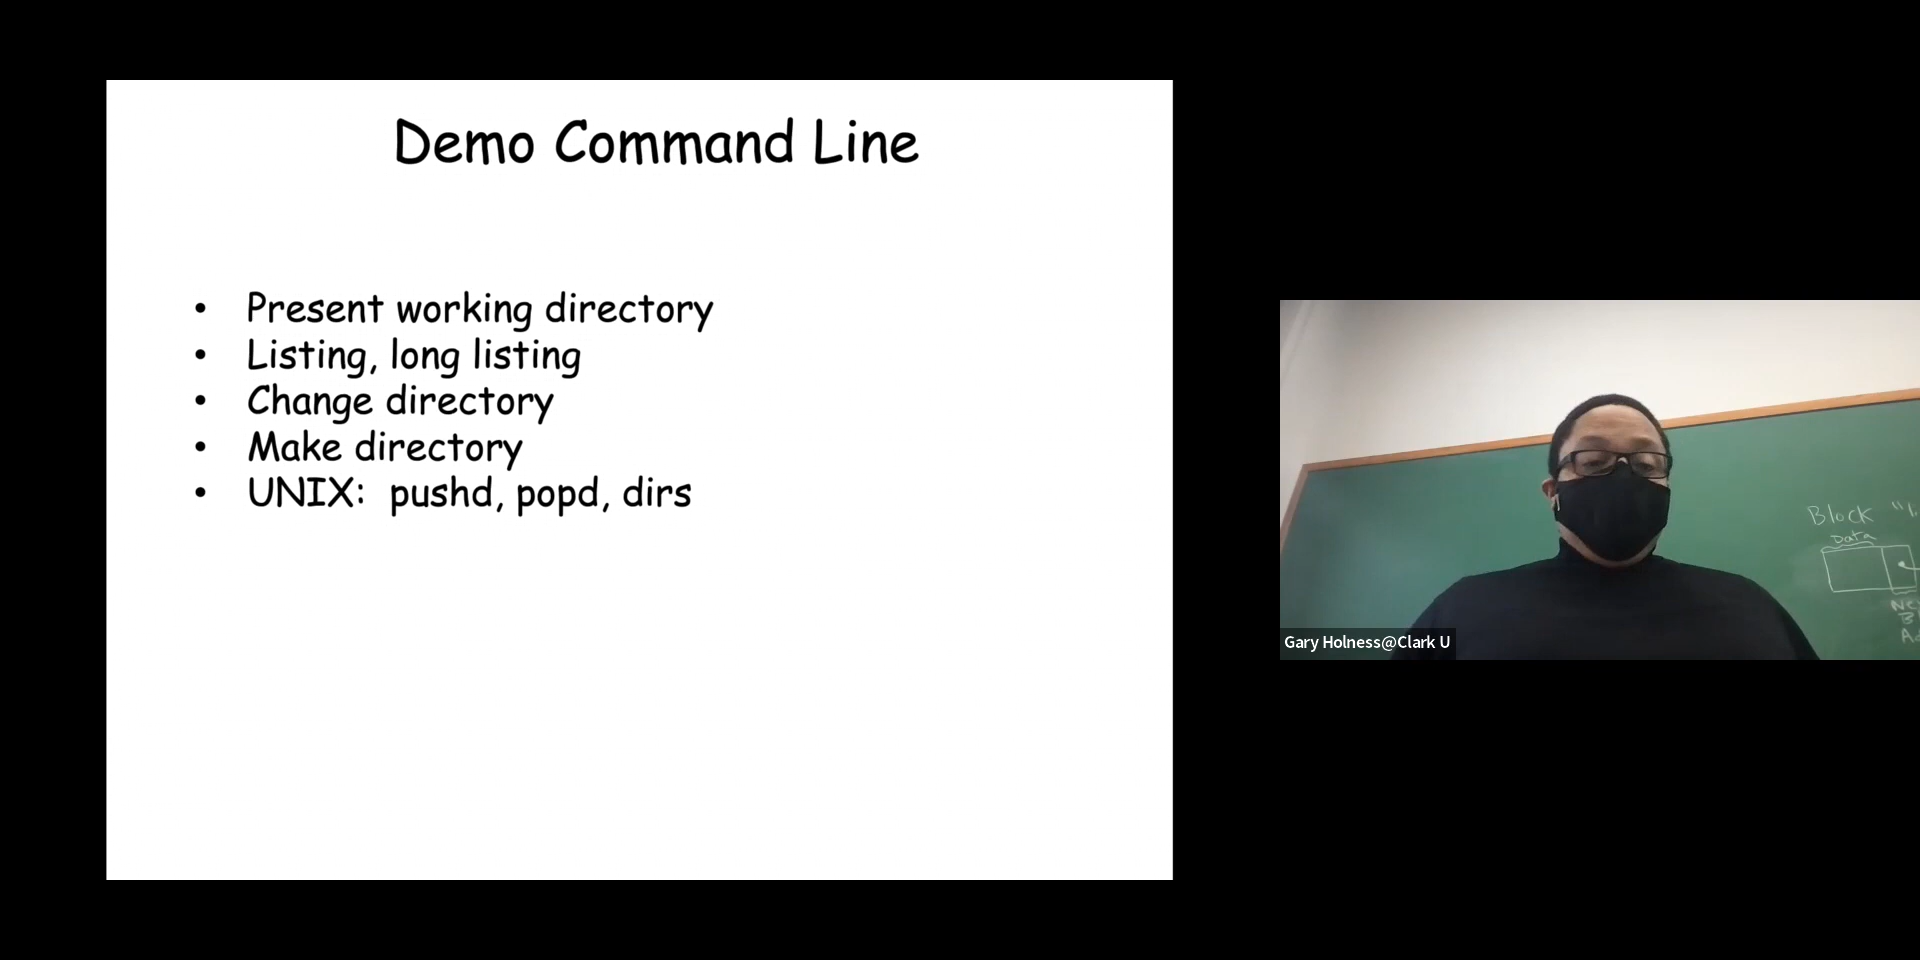 Demo Command Line
• Present working directory
• Listing, long listing
• Change directory
• Make directory
• UNIX: pushd, popd, dirs
Block
Data
Gary Holness@Clark U